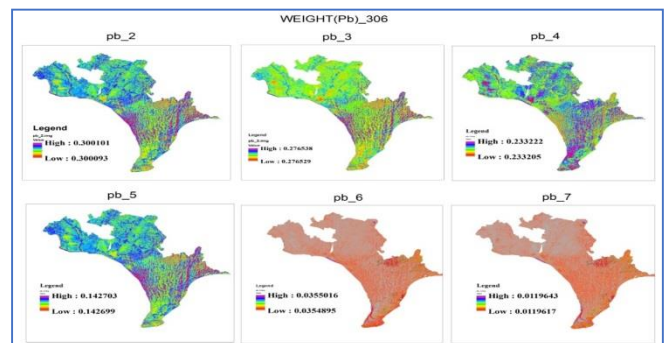 WEIGHT(Pb)_306
pb_2
pb_3
pb_4
Legend
High : 0.300101
Low : 0.300093
Legend
High : 0.276538
Low : 0.276529
Legend
High : 0.233222
Low : 0.233205
pb_5
pb_6
pb_7
Legend
High : 0.142703
Low : 0.142699
Legend
High : 0.0355016
Low : 0.0354895
Legend
High : 0.0119643
Low : 0.0119617